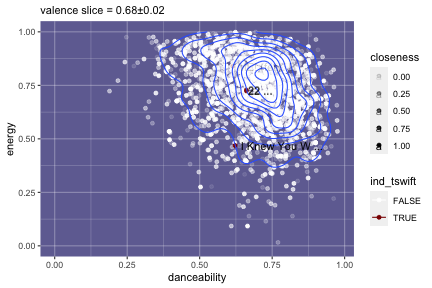 valence slice = 0.68±0.02
1.00
0.75
0.50
0.25
0.00
energy
22 ...
I Knew You W...
0.00
0.25
0.50
0.75
1.00
danceability
closeness
0.00
0.25
0.50
0.75
1.00
ind_tswift
FALSE
TRUE